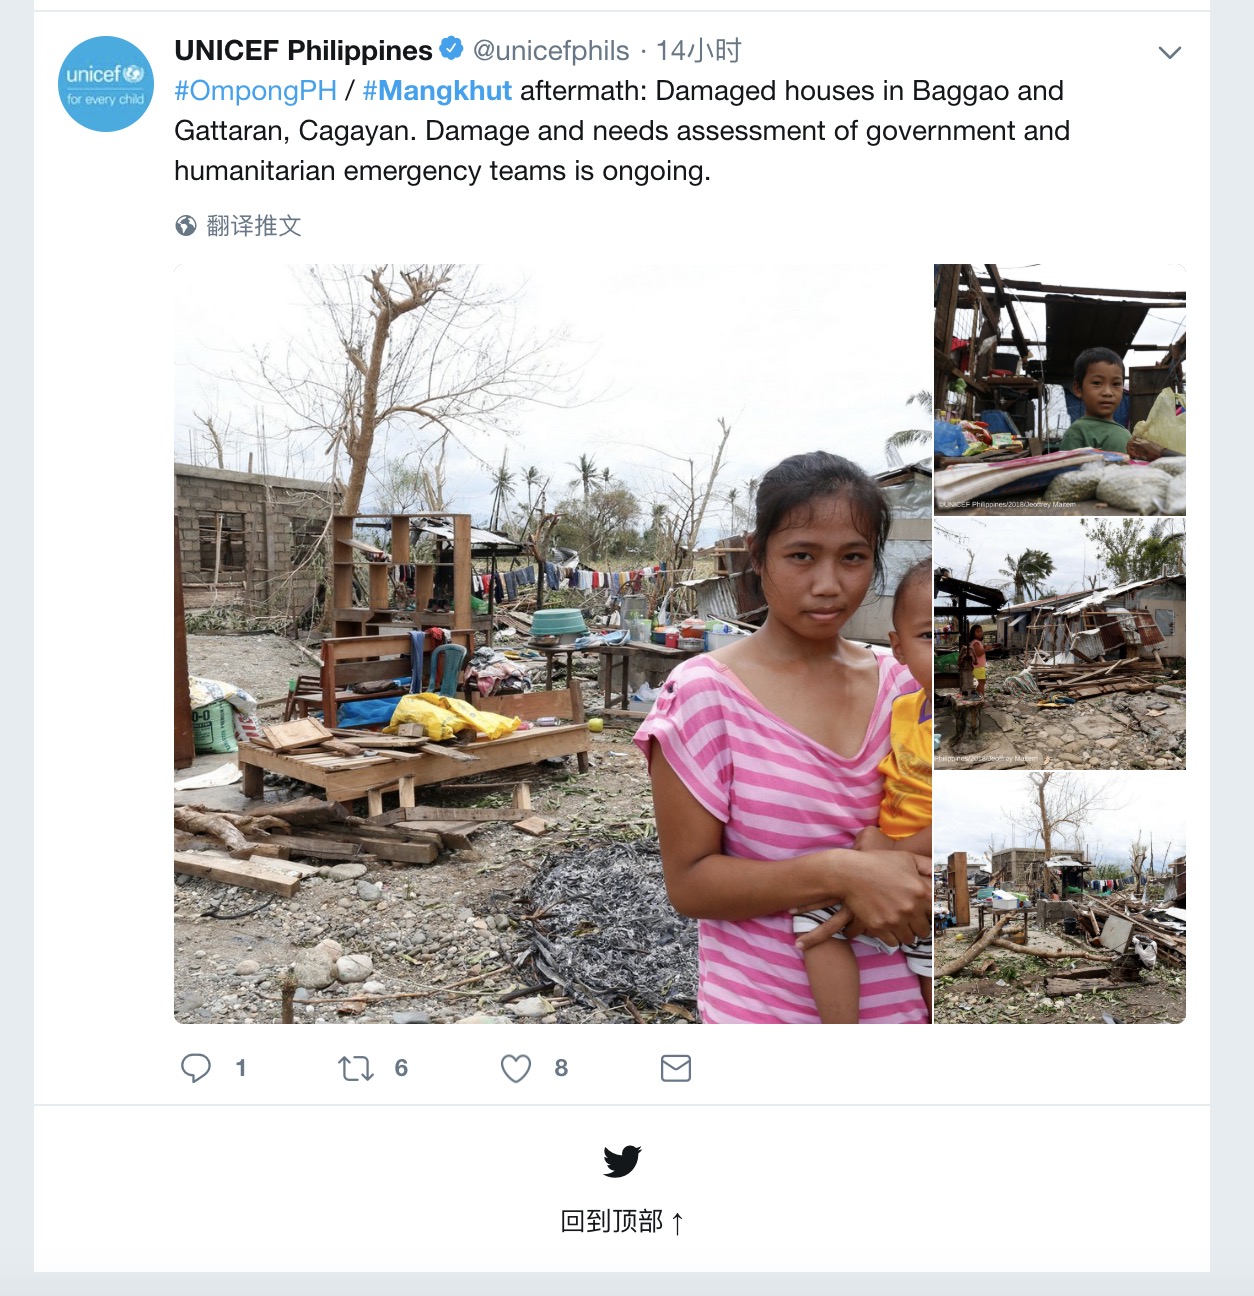 unicef
for every child
UNICEF Philippines @unicefphils · 14小时
#OmpongPH / #Mangkhut aftermath: Damaged houses in Baggao and
Gattaran, Cagayan. Damage and needs assessment of government and
humanitarian emergency teams is ongoing.
翻译推文
©UNICEF Philippines/2018/Jeoffrey Maitem
Philippines/2018/Jeoffrey Maitem
1 6 8
回到顶部 ↑